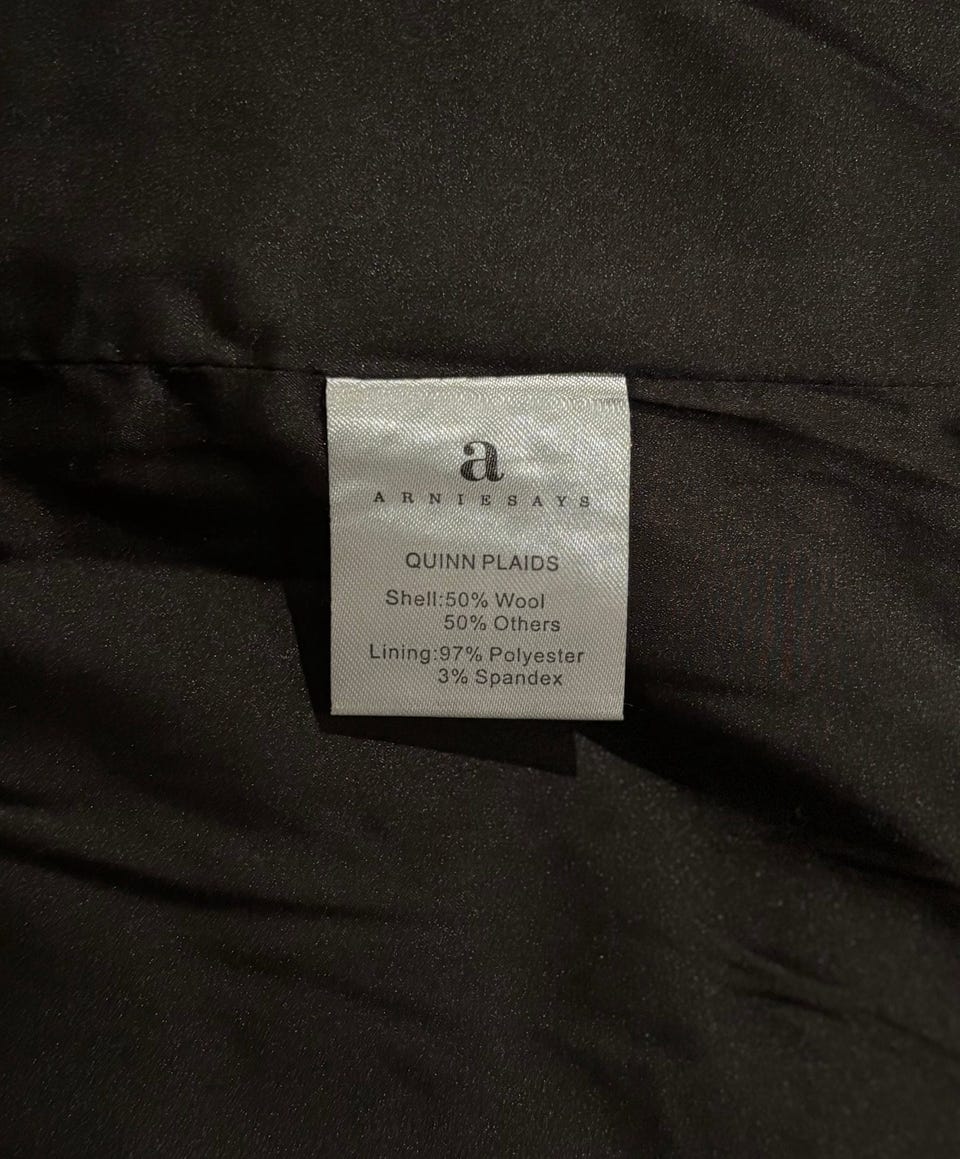 a
ARNIESAYS
QUINN PLAIDS
Shell:50% Wool
50% Others
Lining:97% Polyester
3% Spandex